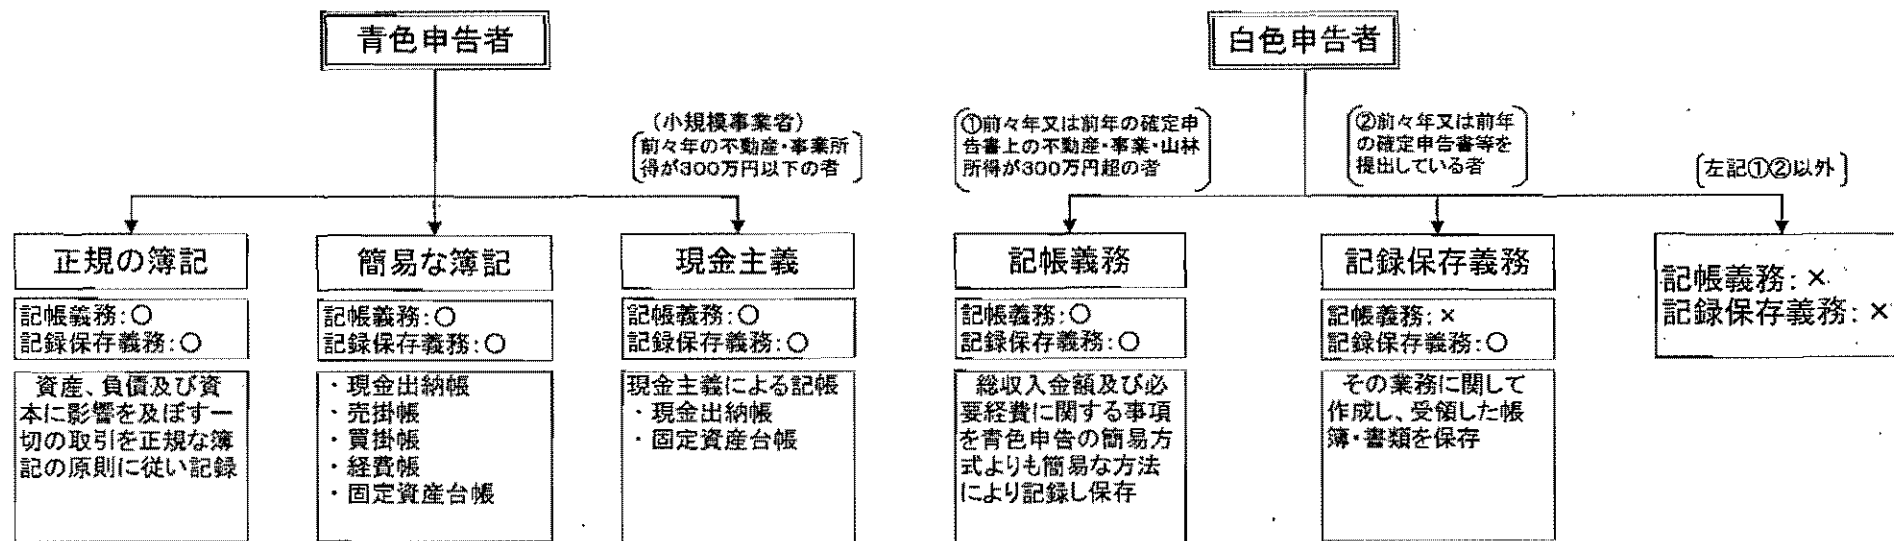 青色申告者
白色申告者
(小規模事業者)
前々年の不動産・事業所
得が300万円以下の者
①前々年又は前年の確定申
告書上の不動産・事業・山林
所得が300万円超の者
②前々年又は前年
の確定申告書等を
提出している者
左記①②以外
正規の簿記
記帳義務:○
記録保存義務:○
資産、負債及び資
本に影響を及ぼす一
切の取引を正規な簿
記の原則に従い記録
簡易な簿記
記帳義務:○
記録保存義務:○
・現金出納帳
・売掛帳
・買掛帳
・経費帳
・固定資産台帳
現金主義
記帳義務:○
記録保存義務:○
現金主義による記帳
・現金出納帳
・固定資産台帳
記帳義務
記帳義務:○
記録保存義務:○
総収入金額及び必
要経費に関する事項
を青色申告の簡易方
式よりも簡易な方法
により記録し保存
記録保存義務
記帳義務:×
記録保存義務:○
その業務に関して
作成し、受領した帳
簿・書類を保存
記帳義務:×
記録保存義務:×